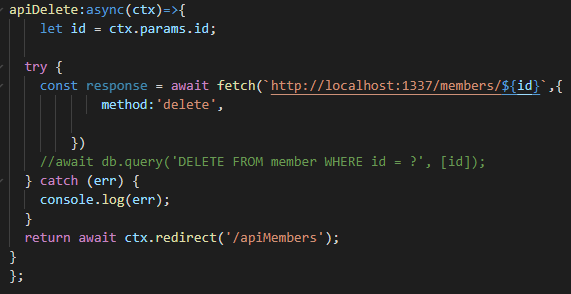 apiDelete:async(ctx)=>{
let id = ctx.params.id;
try {
const response = await fetch(`http://localhost:1337/members/${id}`,{
method:'delete',
})
//await db.query('DELETE FROM member WHERE id = ?', [id]);
} catch (err) {
console.log(err);
}
return await ctx.redirect('/apiMembers');
}
};